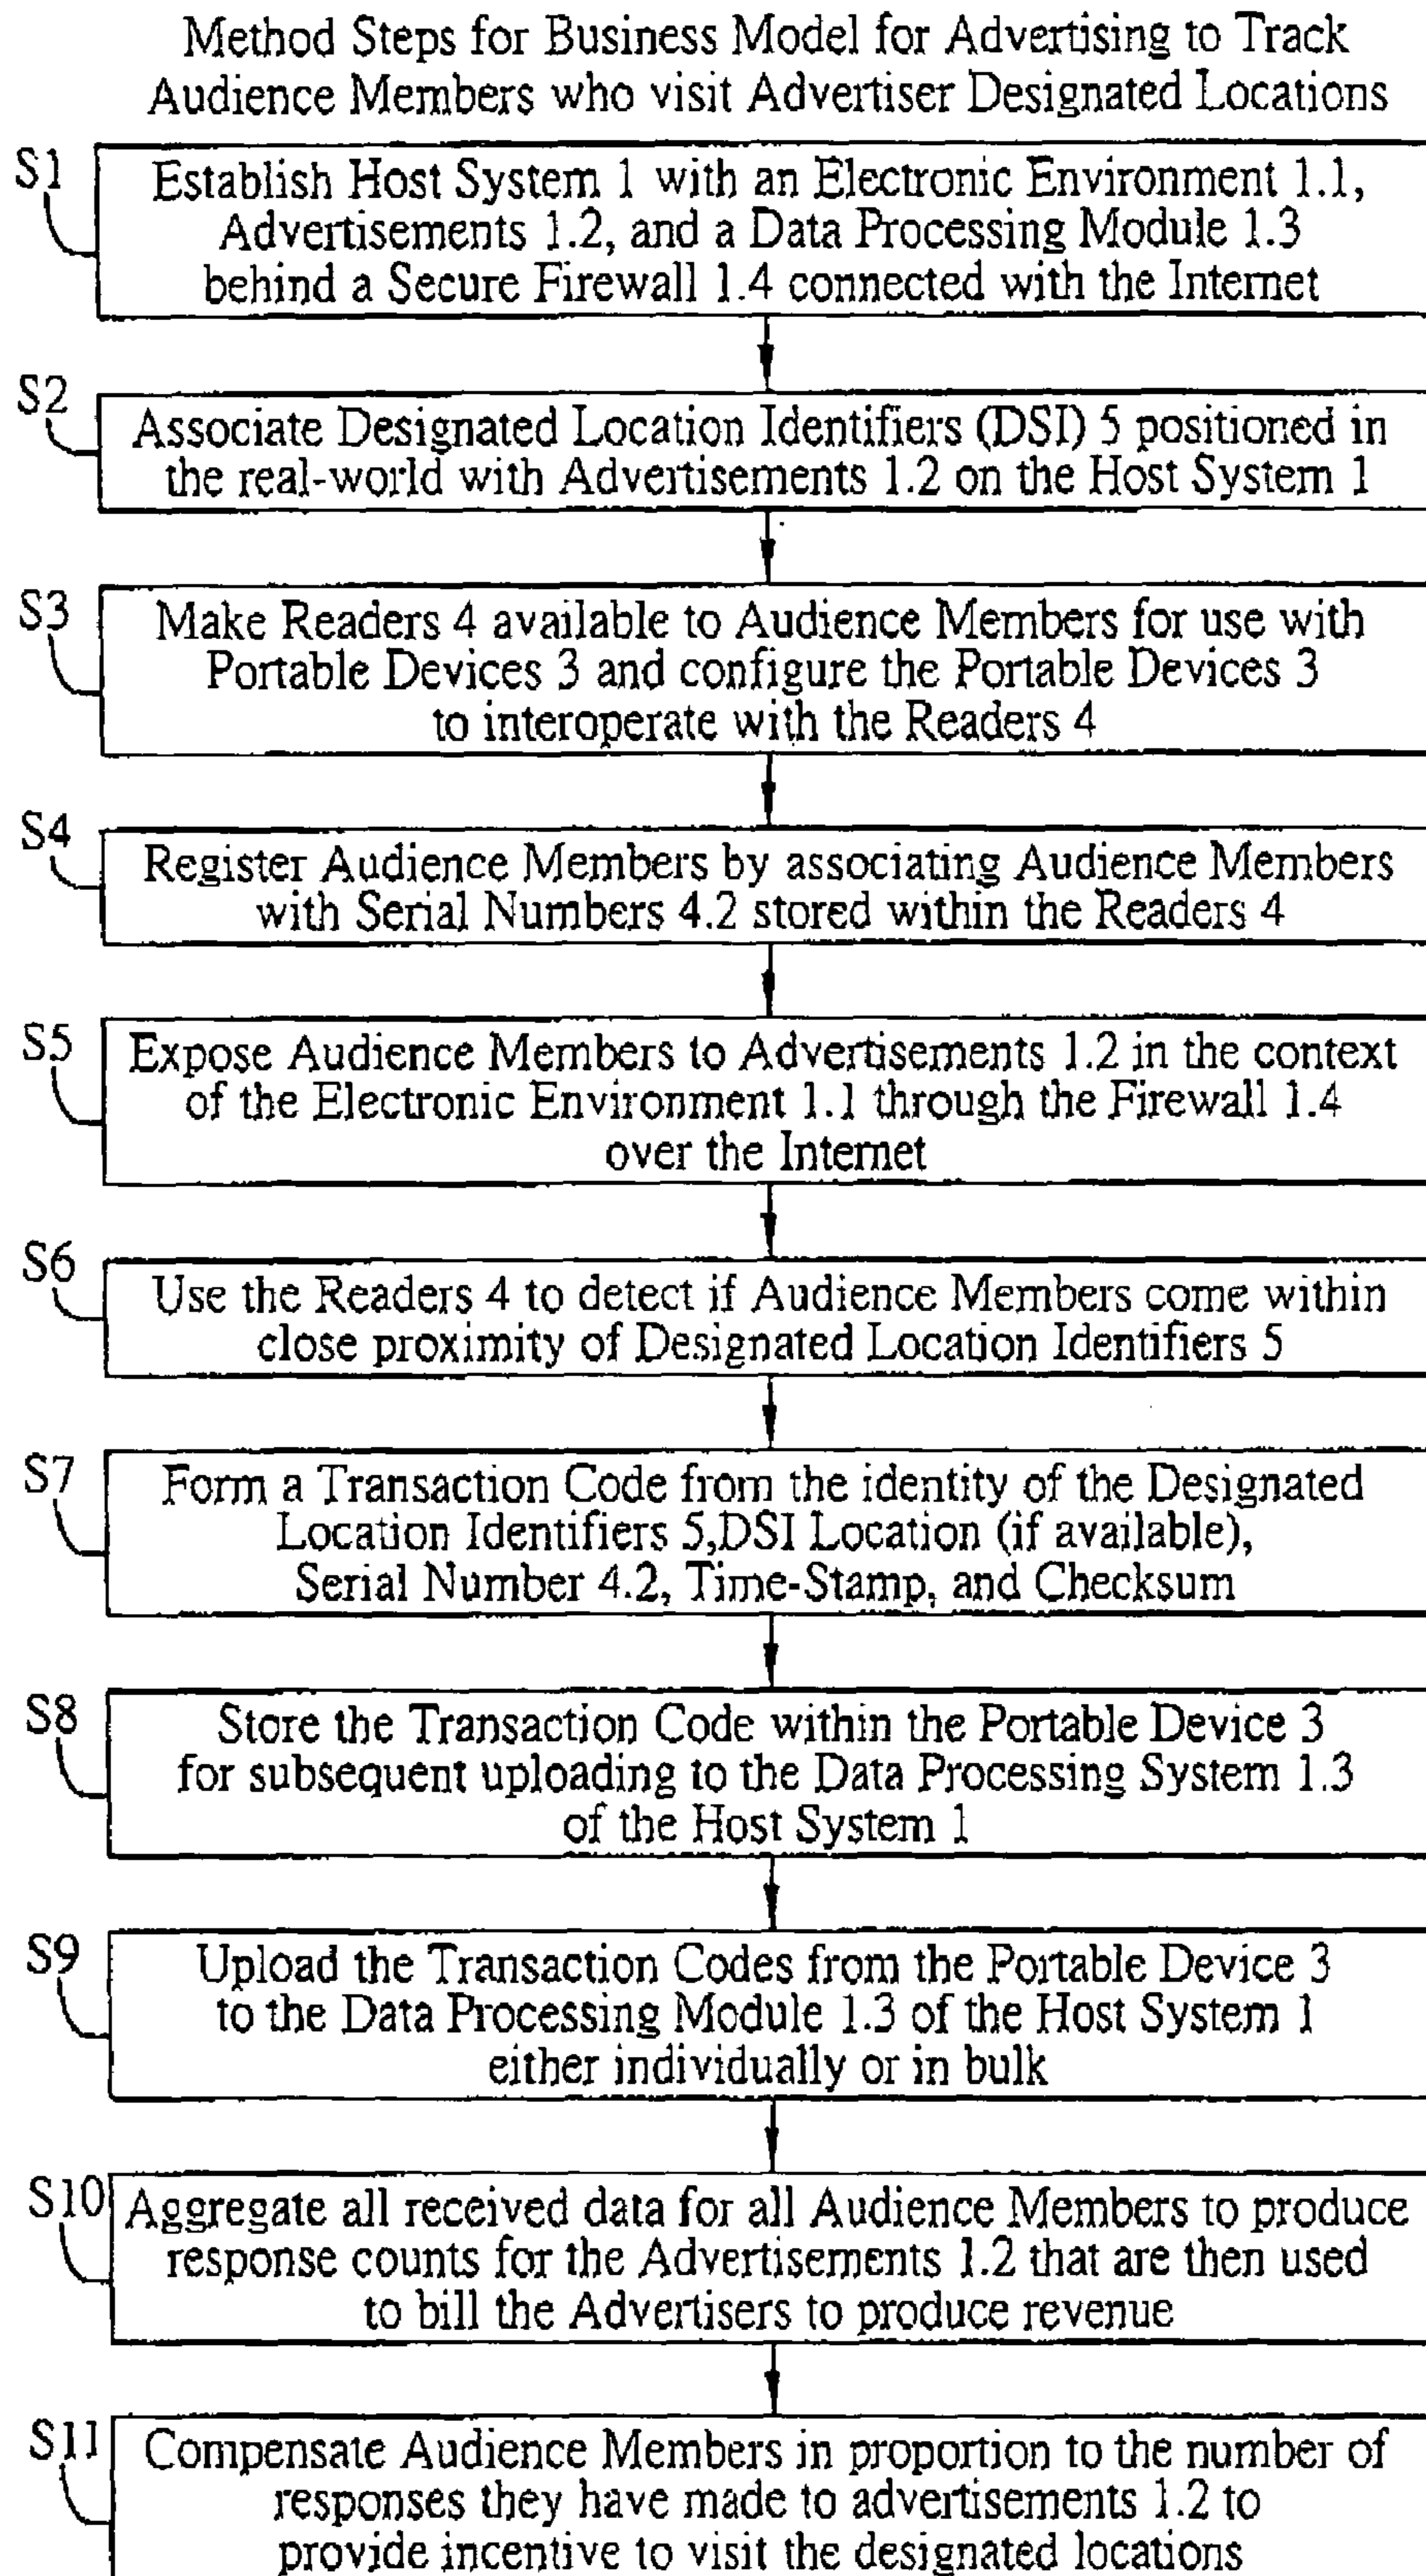 Method Steps for Business Model for Advertising to Track
Audience Members who visit Advertiser Designated Locations
S1
Establish Host System 1 with an Electronic Environment 1.1,
Advertisements 1.2, and a Data Processing Module 1.3
behind a Secure Firewall 1.4 connected with the Internet
S2
Associate Designated Location Identifiers (DSI) 5 positioned in
the real-world with Advertisements 1.2 on the Host System 1
S3
Make Readers 4 available to Audience Members for use with
Portable Devices 3 and configure the Portable Devices 3
to interoperate with the Readers 4
S4
Register Audience Members by associating Audience Members
with Serial Numbers 4.2 stored within the Readers 4
S5
Expose Audience Members to Advertisements 1.2 in the context
of the Electronic Environment 1.1 through the Firewall 1.4
over the Internet
S6
Use the Readers 4 to detect if Audience Members come within
close proximity of Designated Location Identifiers 5
S7
Form a Transaction Code from the identity of the Designated
Location Identifiers 5,DSI Location (if available),
Serial Number 4.2, Time-Stamp, and Checksum
S8
Store the Transaction Code within the Portable Device 3
for subsequent uploading to the Data Processing System 1.3
of the Host System 1
S9
Upload the Transaction Codes from the Portable Device 3
to the Data Processing Module 1.3 of the Host System 1
either individually or in bulk
S10
Aggregate all received data for all Audience Members to produce
response counts for the Advertisements 1.2 that are then used
to bill the Advertisers to produce revenue
S11
Compensate Audience Members in proportion to the number of
responses they have made to advertisements 1.2 to
provide incentive to visit the designated locations